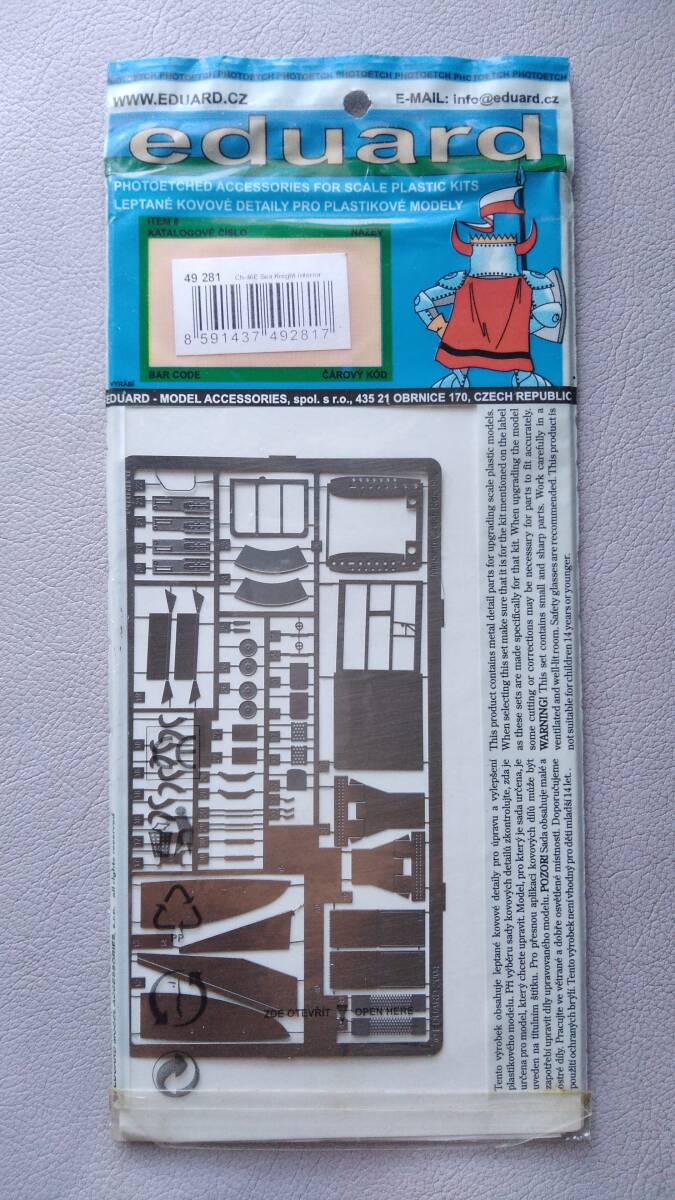 PHOTOETCH PHOTOETCH PHOTOETCH PHOTOETCH PHOTOETCH PHOTOETCH PHOTOETCH
WWW.EDUARD.CZ
E-MAIL: info@eduard.cz
eduard
PHOTOETCHED ACCESSORIES FOR SCALE PLASTIC KITS
LEPTANÉ KOVOVÉ DETAILY PRO PLASTIKOVÉ MODELY
ITEM #
KATALOGOVÉ ČÍSLO
NÁZEV
49 281
Ch-46E Sea Knight interior
8 591437 492817
BAR CODE
ČÁROVÝ KÓD
VYRÁBÍ
EDUARD - MODEL ACCESSORIES, spol. s r.o., 435 21 OBRNICE 170, CZECH REPUBLIC
This product contains metal detail parts for upgrading scale plastic models.
When selecting this set make sure that it is for the kit mentioned on the label
as these sets are made specifically for that kit. When upgrading the model
some cutting or corrections may be necessary for parts to fit accurately.
WARNING! This set contains small and sharp parts. Work carefully in a
ventilated and well-lit room. Safety glasses are recommended. This product is
not suitable for children 14 years or younger.
Tento výrobek obsahuje leptané kovové detaily pro úpravu a vylepšení
plastikového modelu. Při výběru sady kovových detailů zkontrolujte, zda je
určena pro model, který chcete upravit. Model, pro který je sada určena, je
uveden na titulním štítku. Pro přesnou aplikaci kovových dílů může být
zapotřebí upravit díly upravovaného modelu. POZOR! Sada obsahuje malé a
ostré díly. Pracujte ve větrané a dobře osvětlené místnosti. Doporučujeme
použití ochranných brýlí. Tento výrobek není vhodný pro děti mladší 14 let.
PP
ZDE OTEVŘÍT
OPEN HERE
all rights reserved